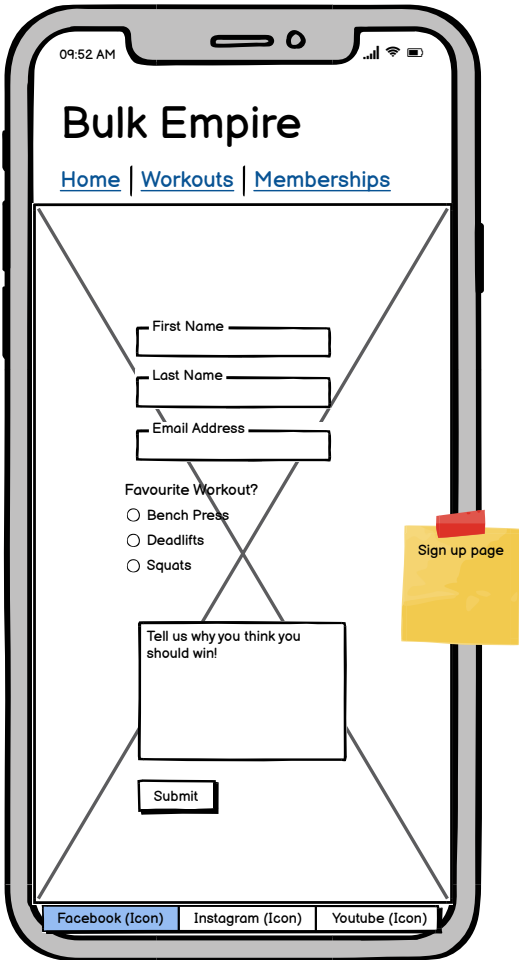 09:52 AM
Bulk Empire
Home Workouts Memberships
First Name
Last Name
Email Address
Favourite Workout?
Bench Press
Deadlifts
Squats
Sign up page
Tell us why you think you
should win!
Submit
Facebook (Icon) Instagram (Icon) Youtube (Icon)